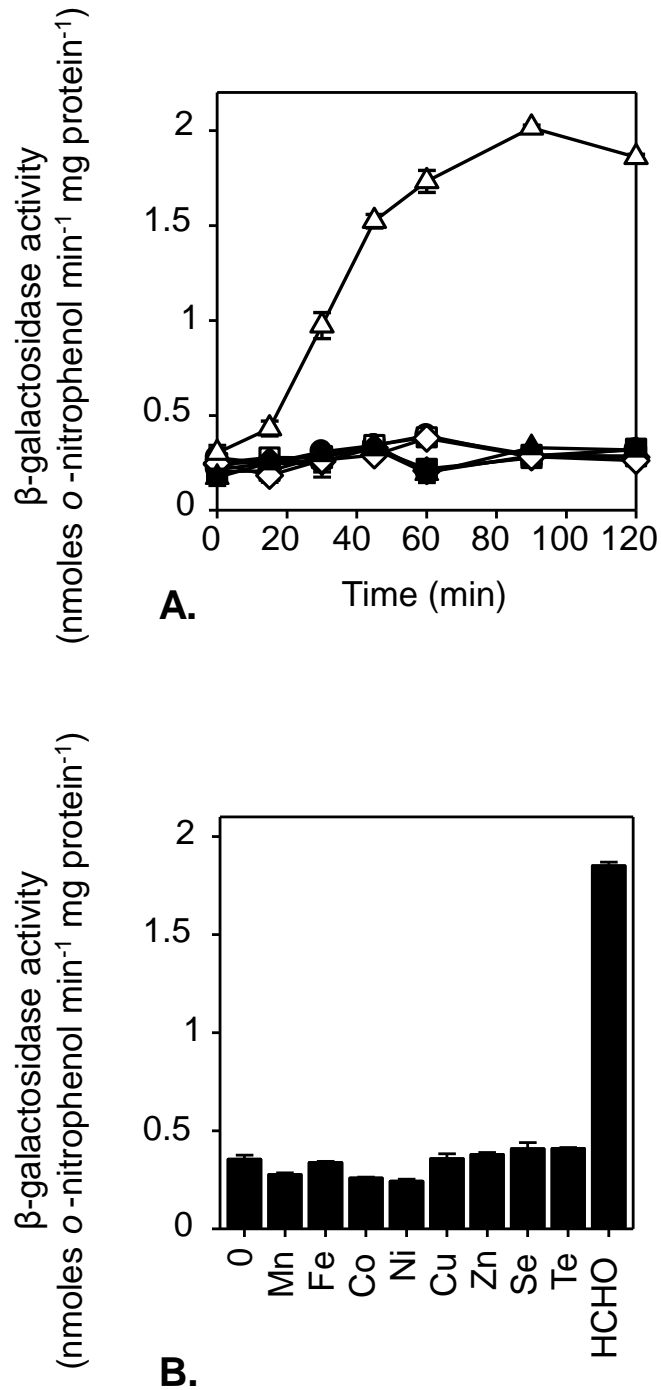 β-galactosidase activity
(nmoles o -nitrophenol min⁻¹ mg protein⁻¹)
2
1.5
1
0.5
0
0 20 40 60 80 100 120
Time (min)
A.
β-galactosidase activity
(nmoles o -nitrophenol min⁻¹ mg protein⁻¹)
2
1.5
1
0.5
0
0 Mn Fe Co Ni Cu Zn Se Te HCHO
B.